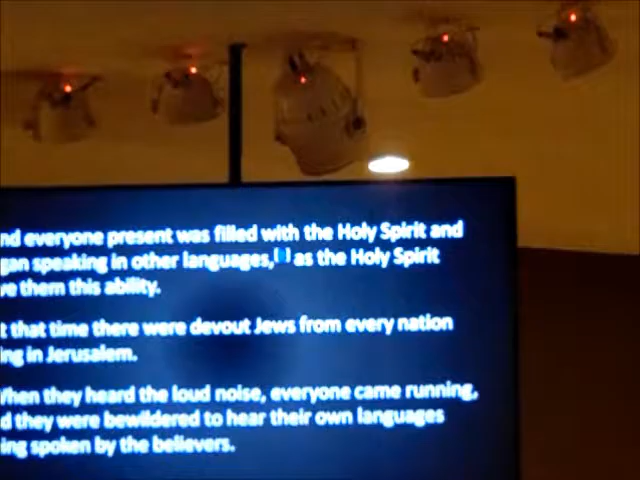 nd everyone present was filled with the Holy Spirit and
gan speaking in other languages,[ ] as the Holy Spirit
ve them this ability.
t that time there were devout Jews from every nation
ing in Jerusalem.
When they heard the loud noise, everyone came running,
d they were bewildered to hear their own languages
ing spoken by the believers.